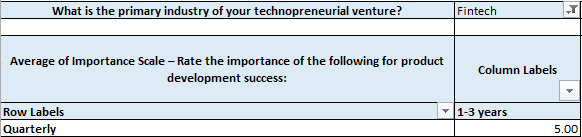 What is the primary industry of your technopreneurial venture? Fintech
Average of Importance Scale – Rate the importance of the following for product
development success:
Column Labels
Row Labels 1-3 years
Quarterly 5.00